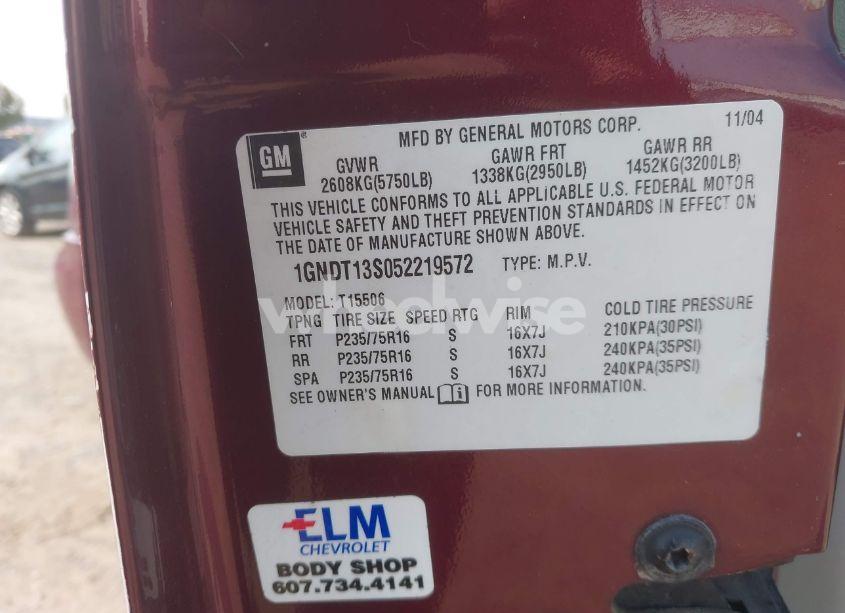 GM
MFD BY GENERAL MOTORS CORP. 11/04
GVWR GAWR FRT GAWR RR
2608KG(5750LB) 1338KG(2950LB) 1452KG(3200LB)
THIS VEHICLE CONFORMS TO ALL APPLICABLE U.S. FEDERAL MOTOR
VEHICLE SAFETY AND THEFT PREVENTION STANDARDS IN EFFECT ON
THE DATE OF MANUFACTURE SHOWN ABOVE.
1GNDT13S052219572 TYPE: M.P.V.
MODEL: T15506
TPNG TIRE SIZE SPEED RTG RIM COLD TIRE PRESSURE
FRT P235/75R16 S 16X7J 210KPA(30PSI)
RR P235/75R16 S 16X7J 240KPA(35PSI)
SPA P235/75R16 S 16X7J 240KPA(35PSI)
SEE OWNER'S MANUAL FOR MORE INFORMATION.
ELM
CHEVROLET
BODY SHOP
607.734.4141